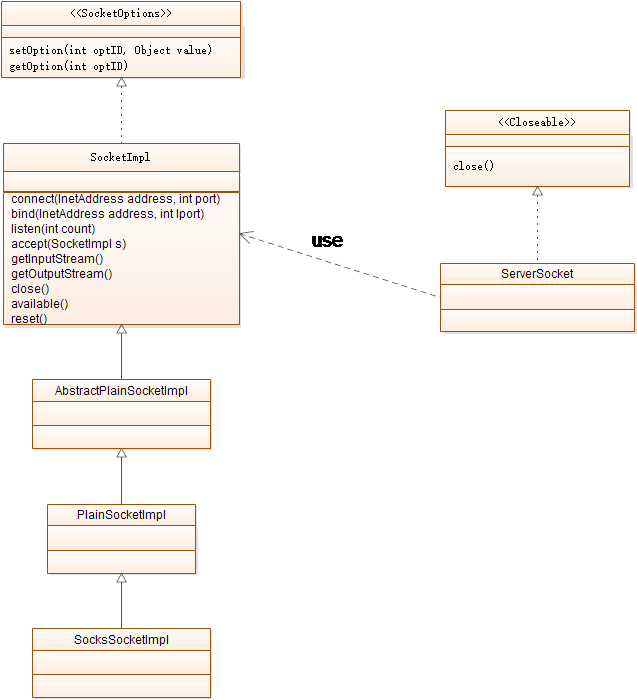 <<SocketOptions>>
setOption(int optID, Object value)
getOption(int optID)
SocketImpl
connect(InetAddress address, int port)
bind(InetAddress address, int lport)
listen(int count)
accept(SocketImpl s)
getInputStream()
getOutputStream()
close()
available()
reset()
use
<<Closeable>>
close()
ServerSocket
AbstractPlainSocketImpl
PlainSocketImpl
SocksSocketImpl